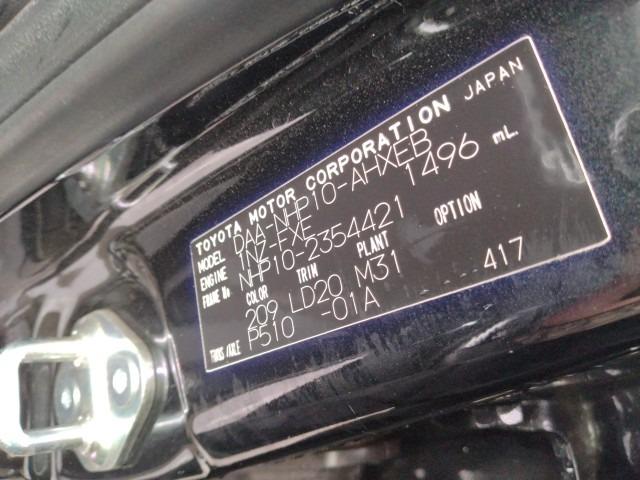 TOYOTA MOTOR CORPORATION JAPAN
MODEL DAA-NHP10-AHXEB
ENGINE 1NZ-FXE 1496 mL.
FRAME No NHP10-2354421
COLOR TRIM PLANT OPTION
209 LD20 M31 417
TRANS/AXLE P510 -01A